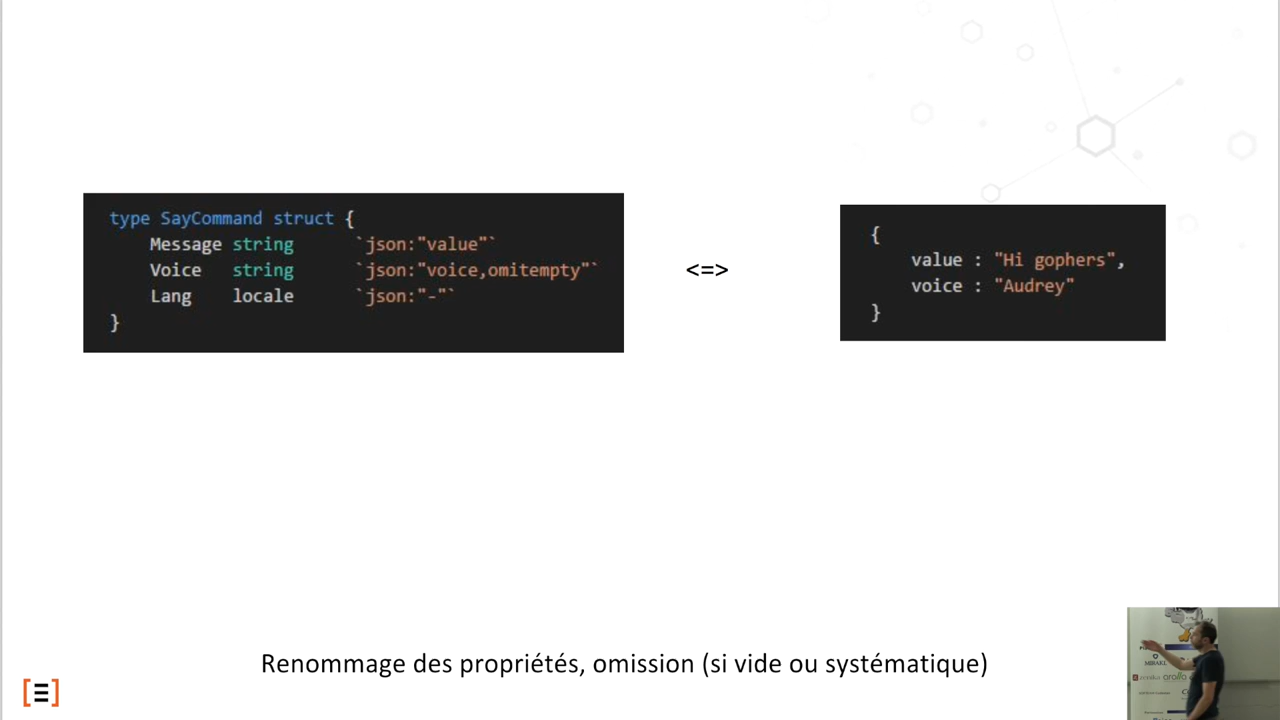 type SayCommand struct {
Message string `json:"value"`
Voice string `json:"voice,omitempty"`
Lang locale `json:"-"`
}
<=>
{
value : "Hi gophers",
voice : "Audrey"
}
Renommage des propriétés, omission (si vide ou systématique)